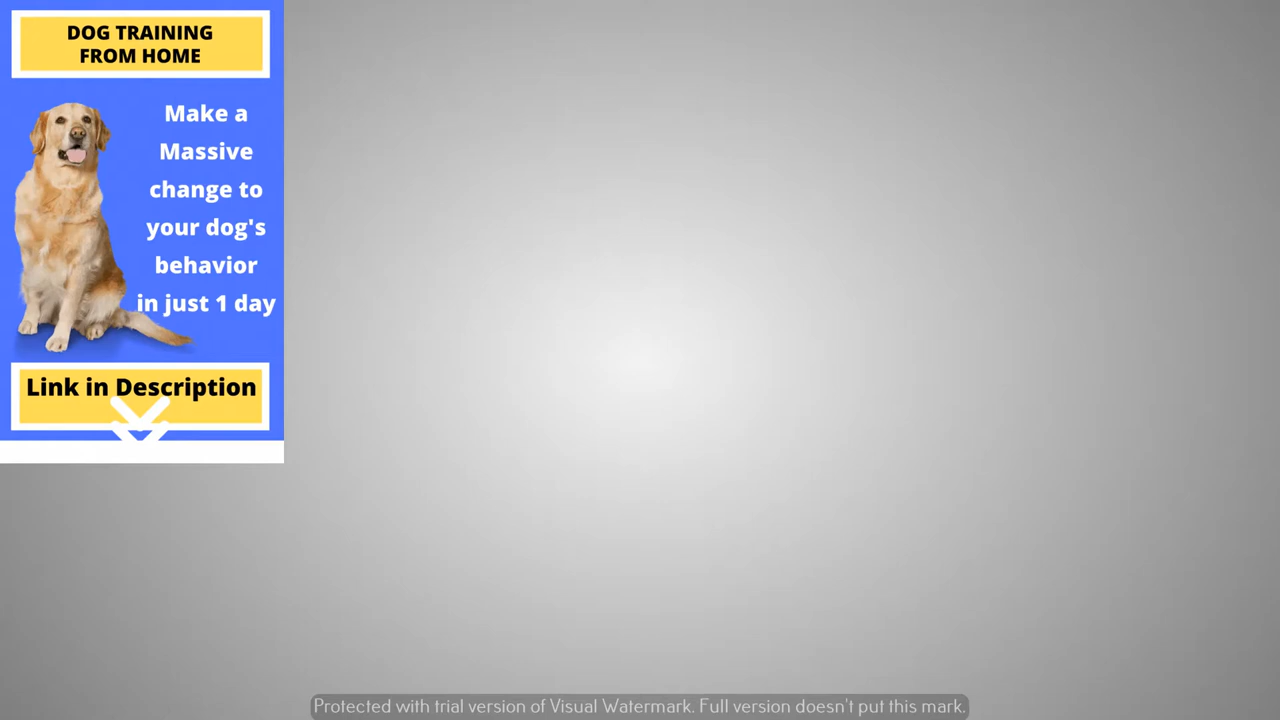 DOG TRAINING
FROM HOME
Make a
Massive
change to
your dog's
behavior
in just 1 day
Link in Description
Protected with trial version of Visual Watermark. Full version doesn't put this mark.